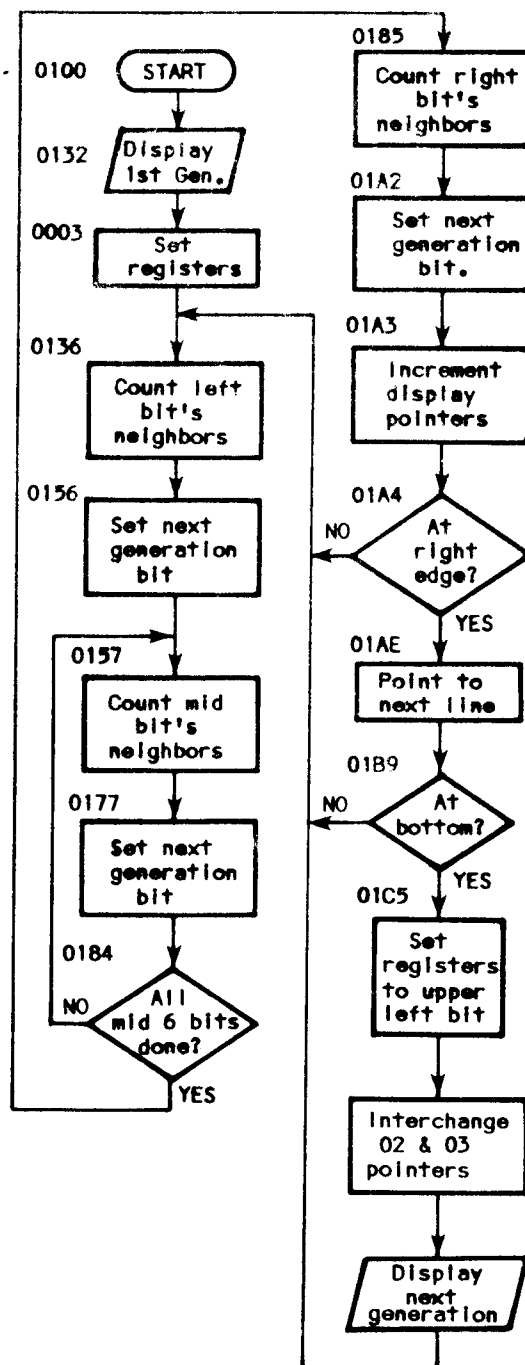 0100
START
0132
Display
1st Gen.
0003
Set
registers
0136
Count left
bit's
neighbors
0156
Set next
generation
bit
0157
Count mid
bit's
neighbors
0177
Set next
generation
bit
0184
All
mid 6 bits
done?
NO
YES
0185
Count right
bit's
neighbors
01A2
Set next
generation
bit.
01A3
Increment
display
pointers
01A4
At
right
edge?
NO
YES
01AE
Point to
next line
01B9
At
bottom?
NO
YES
01C5
Set
registers
to upper
left bit
Interchange
02 & 03
pointers
Display
next
generation